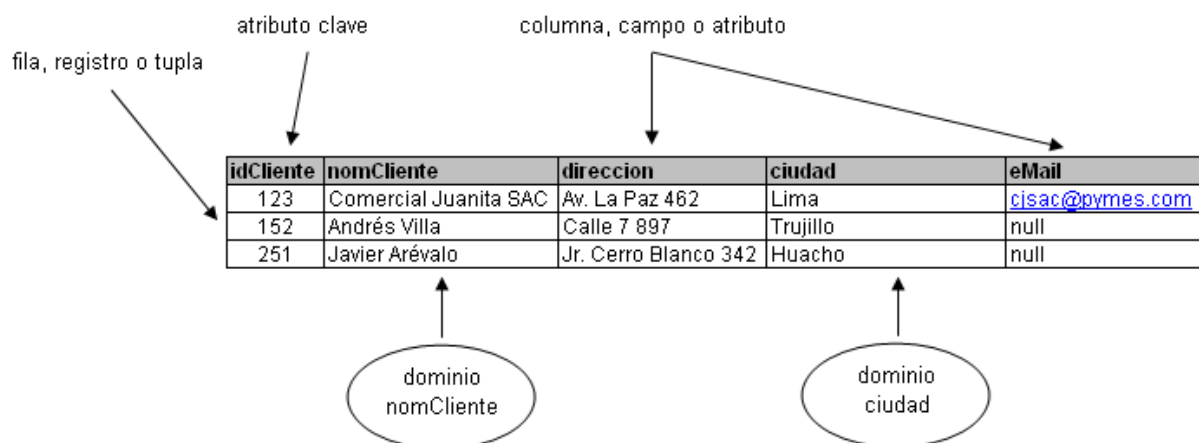 atributo clave
columna, campo o atributo
fila, registro o tupla
idCliente nomCliente direccion ciudad eMail
123 Comercial Juanita SAC Av. La Paz 462 Lima cjsac@pymes.com
152 Andrés Villa Calle 7 897 Trujillo null
251 Javier Arévalo Jr. Cerro Blanco 342 Huacho null
dominio
nomCliente
dominio
ciudad